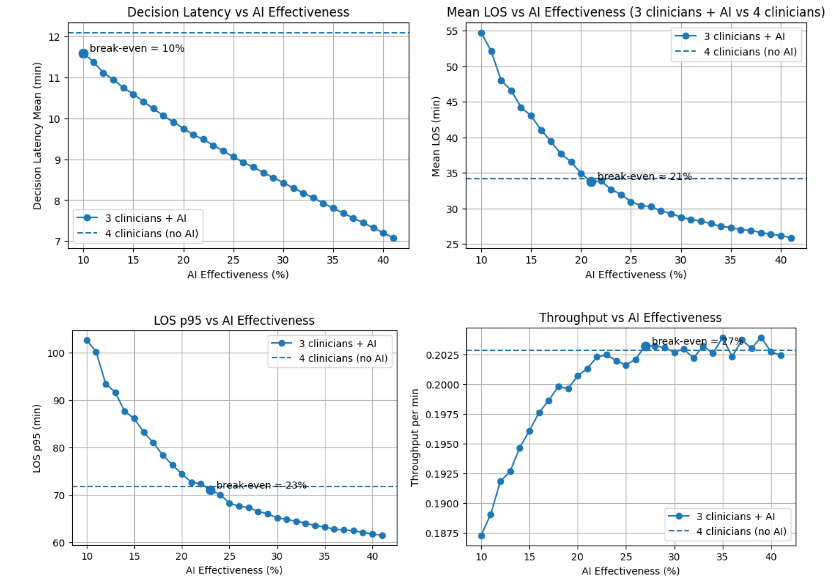 Decision Latency vs AI Effectiveness
Decision Latency Mean (min)
12
11
10
9
8
7
break-even ≈ 10%
3 clinicians + AI
4 clinicians (no AI)
10 15 20 25 30 35 40
AI Effectiveness (%)
Mean LOS vs AI Effectiveness (3 clinicians + AI vs 4 clinicians)
Mean LOS (min)
55
50
45
40
35
30
25
3 clinicians + AI
4 clinicians (no AI)
break-even ≈ 21%
10 15 20 25 30 35 40
AI Effectiveness (%)
LOS p95 vs AI Effectiveness
LOS p95 (min)
100
90
80
70
60
3 clinicians + AI
4 clinicians (no AI)
break-even ≈ 23%
10 15 20 25 30 35 40
AI Effectiveness (%)
Throughput vs AI Effectiveness
Throughput per min
0.2025
0.2000
0.1975
0.1950
0.1925
0.1900
0.1875
break-even ≈ 27%
3 clinicians + AI
4 clinicians (no AI)
10 15 20 25 30 35 40
AI Effectiveness (%)